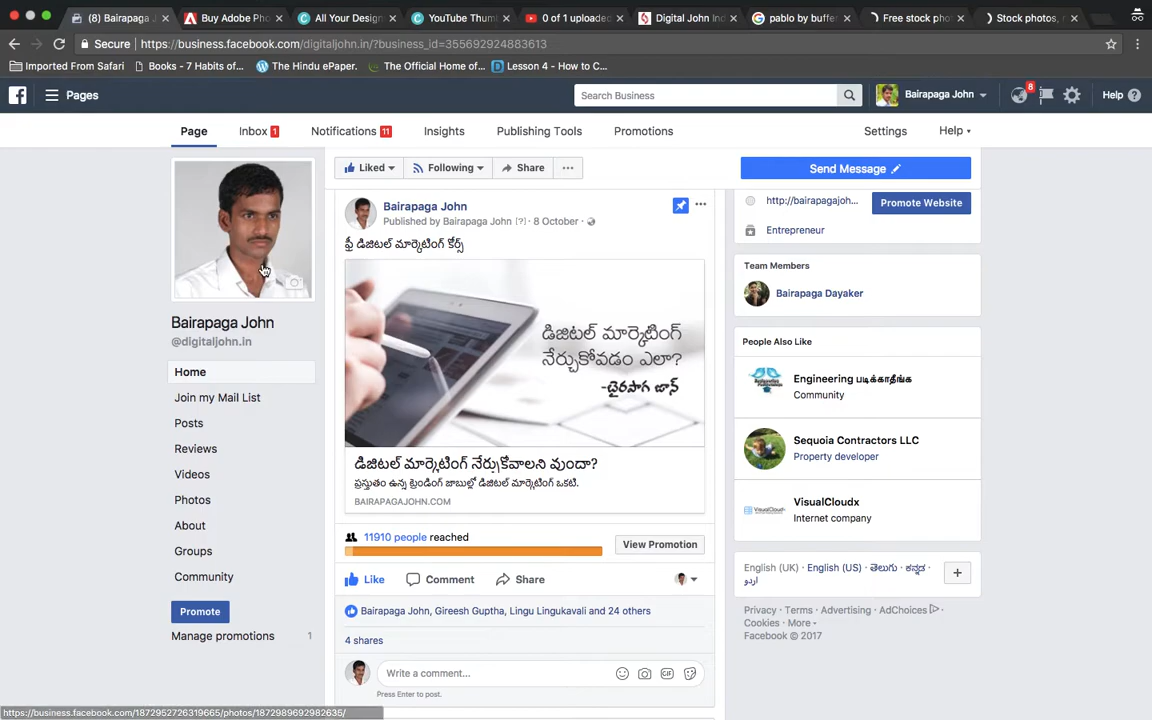 (8) Bairapaga J
Buy Adobe Pho
All Your Design
YouTube Thum
0 of 1 uploaded
Digital John Ind
pablo by buffer
Free stock pho
Stock photos,
Secure
https://business.facebook.com/digitaljohn.in/?business_id=355692924883613
Imported From Safari
Books - 7 Habits of...
The Hindu ePaper.
The Official Home of...
Lesson 4 - How to C...
Pages
Search Business
Bairapaga John
8
Help
Page
Inbox 1
Notifications 11
Insights
Publishing Tools
Promotions
Settings
Help
Liked
Following
Share
Send Message
Bairapaga John
Published by Bairapaga John [?] · 8 October ·
ఫ్రీ డిజిటల్ మార్కెటింగ్ కోర్స్
డిజిటల్ మార్కెటింగ్
నేర్చుకోవడం ఎలా?
-బైరపాగ జాన్
డిజిటల్ మార్కెటింగ్ నేర్చుకోవాలని వుందా?
ప్రస్తుతం ఉన్న ట్రెండింగ్ జాబుల్లో డిజిటల్ మార్కెటింగ్ ఒకటి.
BAIRAPAGAJOHN.COM
11910 people reached
View Promotion
Like
Comment
Share
Bairapaga John, Gireesh Guptha, Lingu Lingukavali and 24 others
4 shares
Write a comment...
GIF
Press Enter to post.
Bairapaga John
@digitaljohn.in
Home
Join my Mail List
Posts
Reviews
Videos
Photos
About
Groups
Community
Promote
Manage promotions 1
http://bairapagajoh...
Promote Website
Entrepreneur
Team Members
Bairapaga Dayaker
People Also Like
Engineering படிக்காதீங்க
Community
Sequoia Contractors LLC
Property developer
VisualCloudx
Internet company
English (UK) · English (US) · తెలుగు · ಕನ್ನಡ ·
اردو
Privacy · Terms · Advertising · AdChoices ·
Cookies · More
Facebook © 2017
https://business.facebook.com/1872952726319665/photos/1872989692982635/